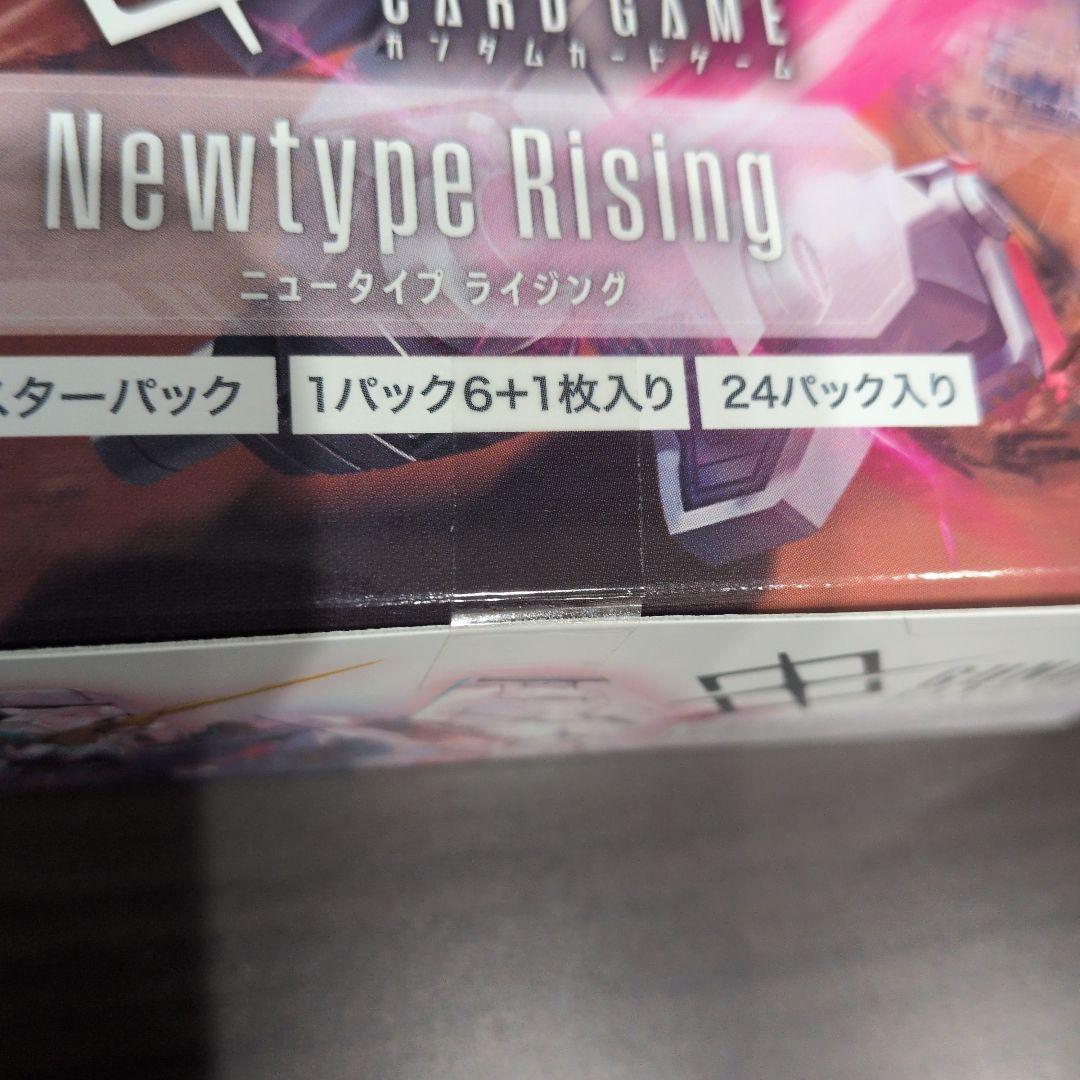 CARD GAME
ガンダムカードゲーム
Newtype Rising
ニュータイプ ライジング
スターパック 1パック6+1枚入り 24パック入り